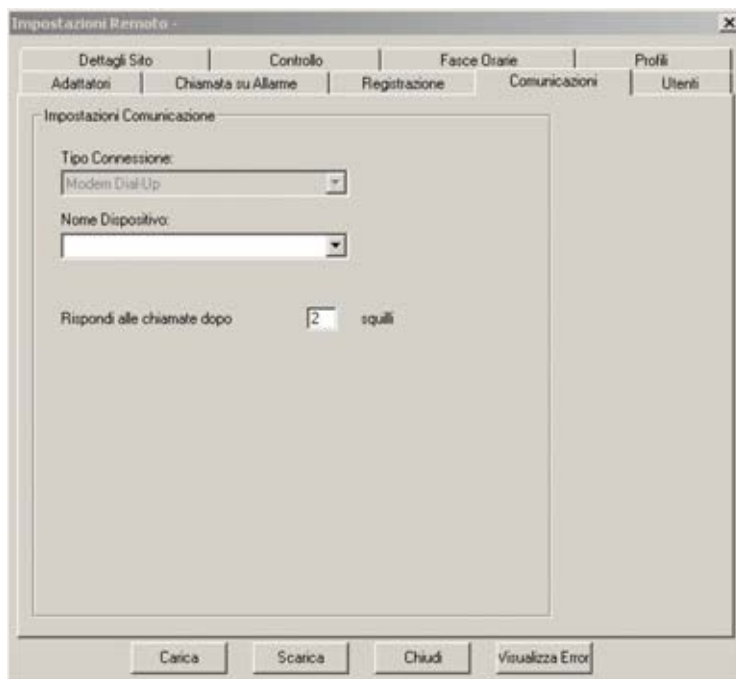 Impostazioni Remoto -
Dettagli Sito Controllo Fasce Orarie Profili
Adattatori Chiamata su Allarme Registrazione Comunicazioni Utenti
Impostazioni Comunicazione
Tipo Connessione:
Modem Dial-Up
Nome Dispositivo:
Rispondi alle chiamate dopo 2 squilli
Carica Scarica Chiudi Visualizza Error